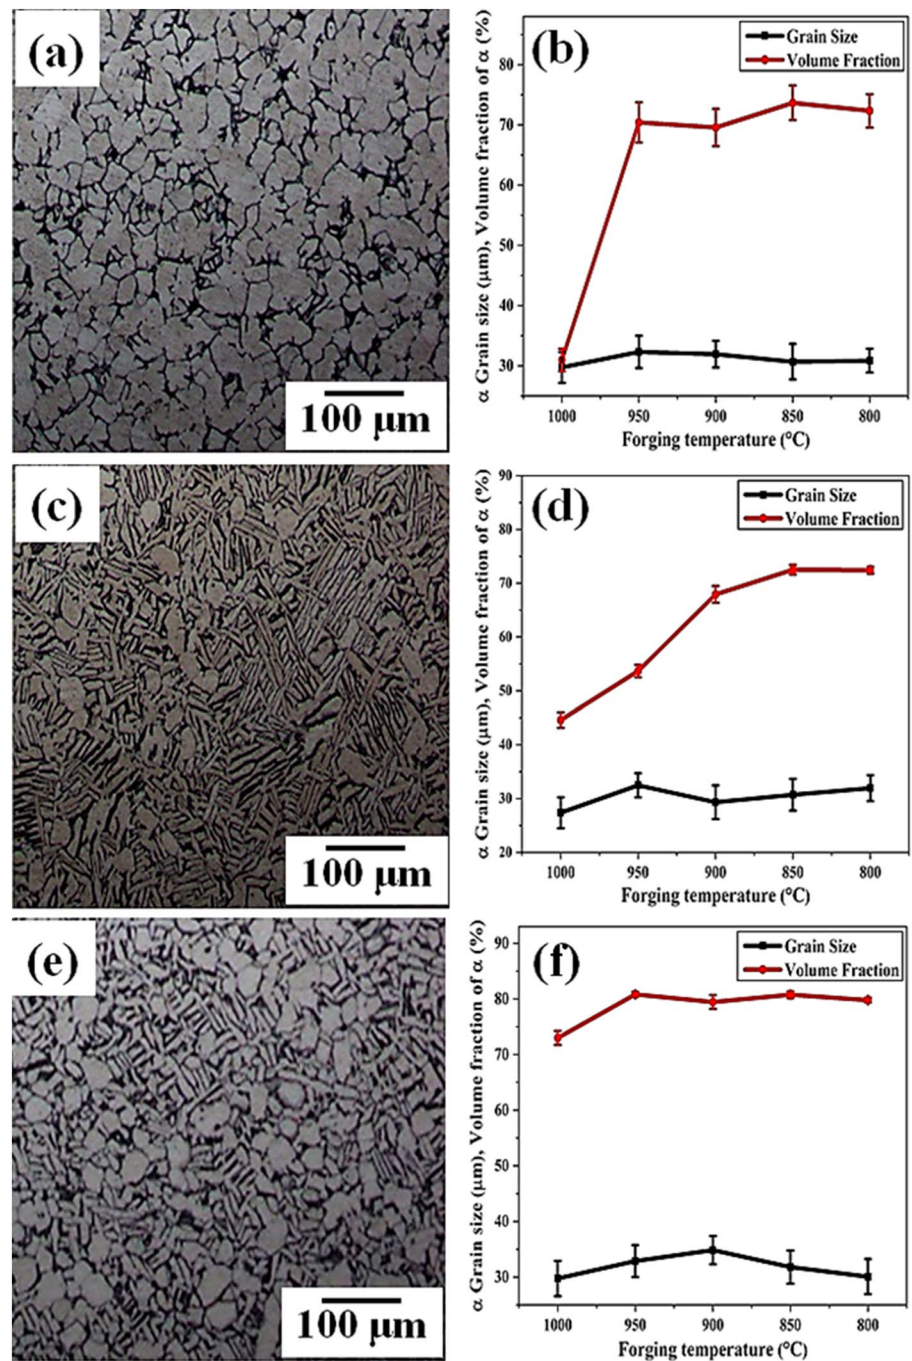 (a)
100 μm
(b)
Grain Size
Volume Fraction
α Grain size (μm), Volume fraction of α (%)
80
70
60
50
40
30
1000
950
900
850
800
Forging temperature (°C)
(c)
100 μm
(d)
Grain Size
Volume Fraction
α Grain size (μm), Volume fraction of α (%)
90
80
70
60
50
40
30
20
1000
950
900
850
800
Forging temperature (°C)
(e)
100 μm
(f)
Grain Size
Volume Fraction
α Grain size (μm), Volume fraction of α (%)
90
80
70
60
50
40
30
1000
950
900
850
800
Forging temperature (°C)